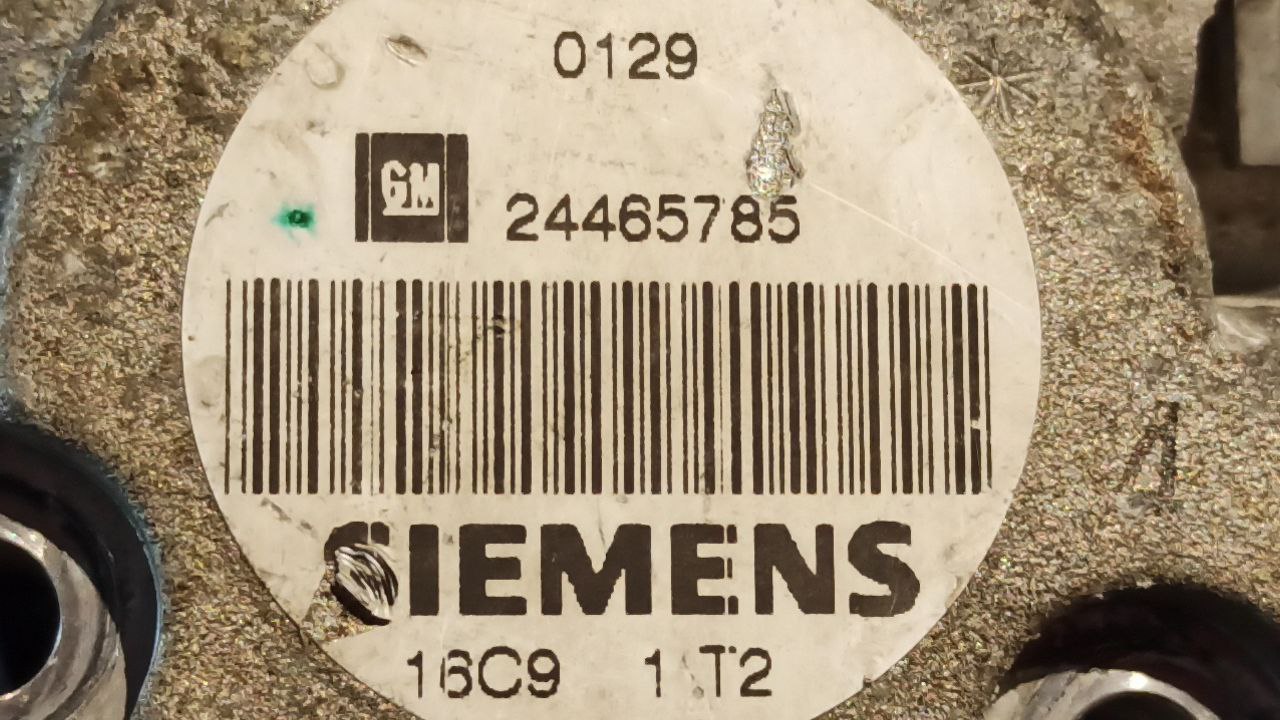 0129
GM
24465785
SIEMENS
16C9 1 T2